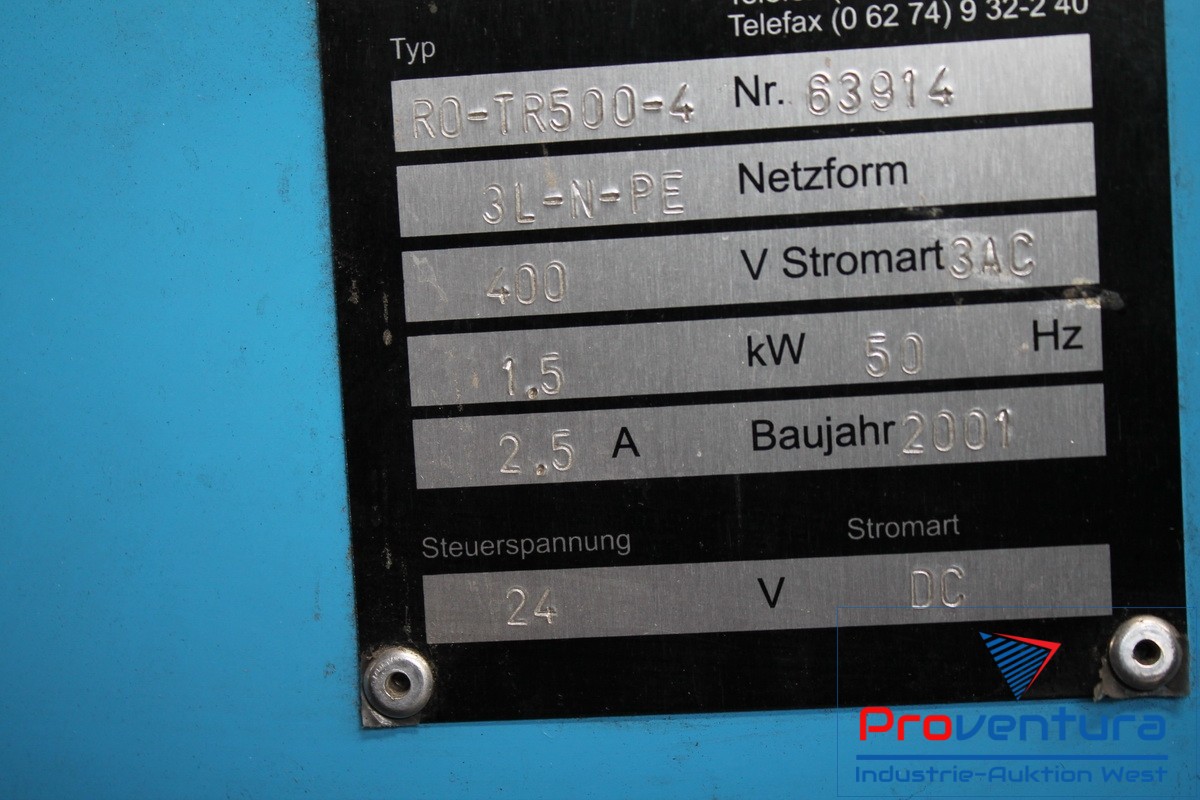 Telefax (0 62 74) 9 32-2 40
Typ
RO-TR500-4 Nr. 63914
3L-N-PE Netzform
400 V Stromart 3AC
1.5 kW 50 Hz
2.5 A Baujahr 2001
Steuerspannung Stromart
24 V DC
Proventura
Industrie-Auktion West